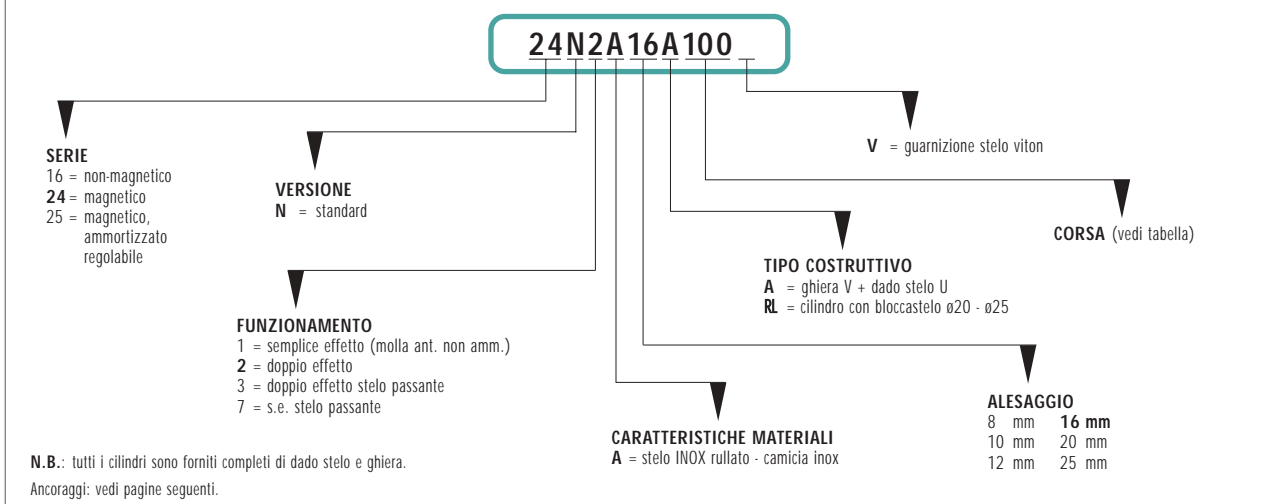 24N2A16A100
SERIE
16 = non-magnetico
24 = magnetico
25 = magnetico,
ammortizzato
regolabile
VERSIONE
N = standard
FUNZIONAMENTO
1 = semplice effetto (molla ant. non amm.)
2 = doppio effetto
3 = doppio effetto stelo passante
7 = s.e. stelo passante
CARATTERISTICHE MATERIALI
A = stelo INOX rullato - camicia inox
ALESAGGIO
8 mm 16 mm
10 mm 20 mm
12 mm 25 mm
TIPO COSTRUTTIVO
A = ghiera V + dado stelo U
RL = cilindro con bloccastelo ø20 - ø25
CORSA (vedi tabella)
V = guarnizione stelo viton
N.B.: tutti i cilindri sono forniti completi di dado stelo e ghiera.
Ancoraggi: vedi pagine seguenti.